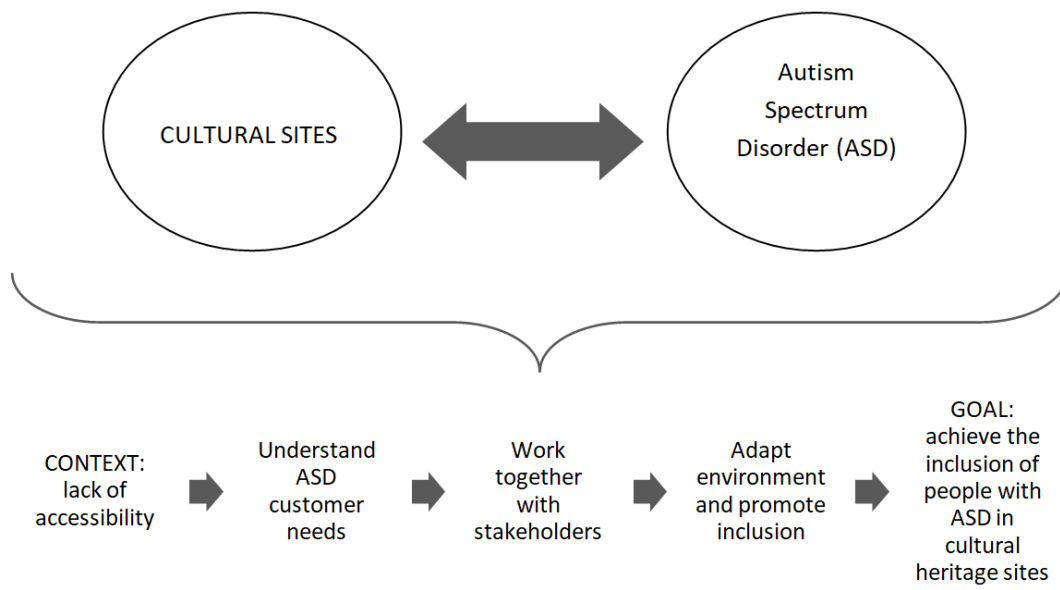 CULTURAL SITES
Autism
Spectrum
Disorder (ASD)
CONTEXT:
lack of
accessibility
Understand
ASD
customer
needs
Work
together
with
stakeholders
Adapt
environment
and promote
inclusion
GOAL:
achieve the
inclusion of
people with
ASD in
cultural
heritage sites